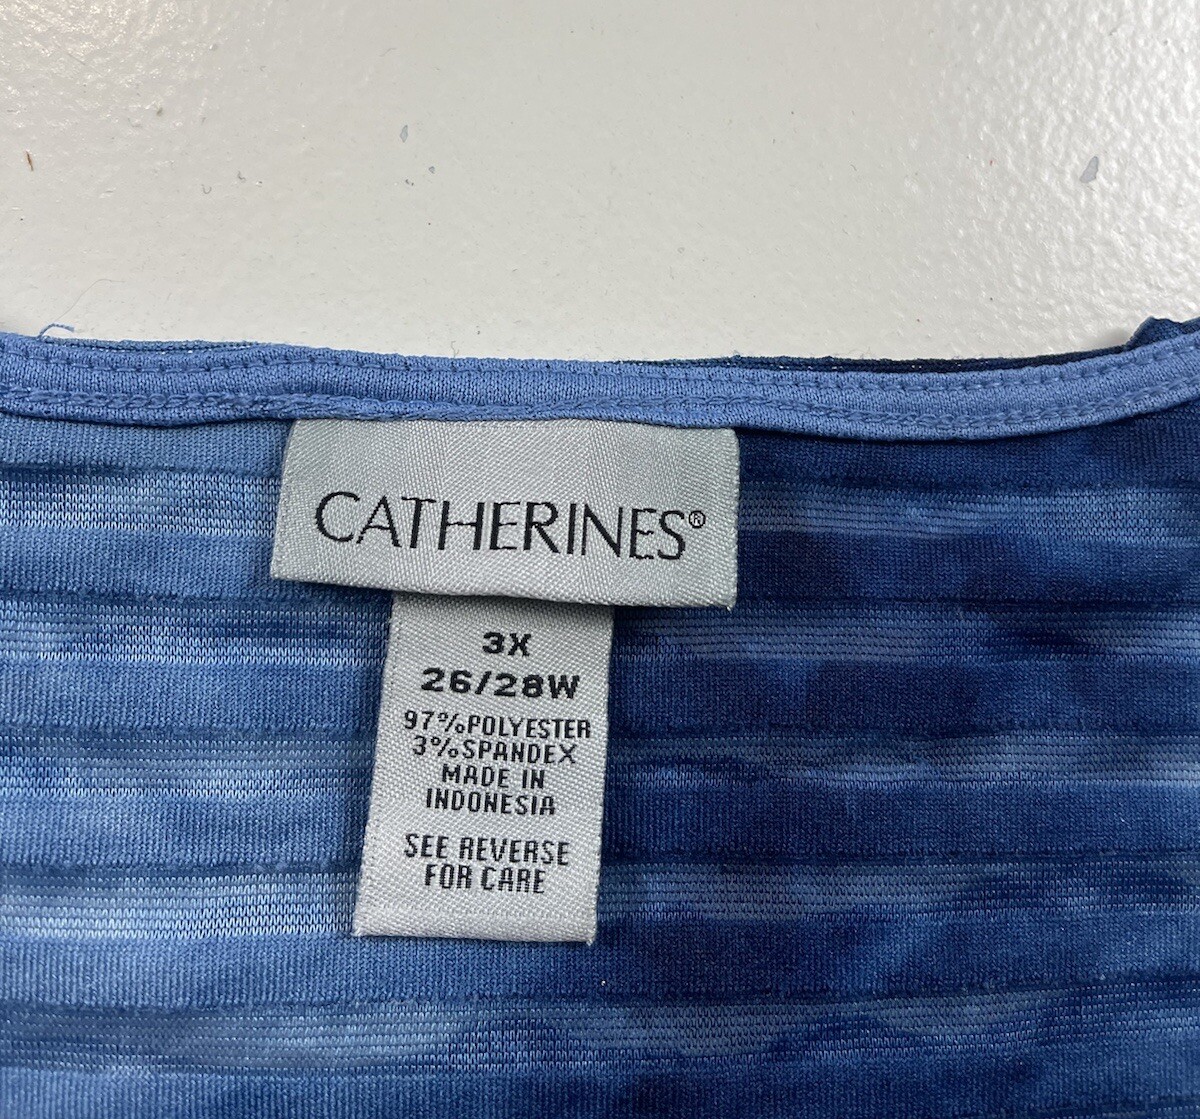 CATHERINES®
3X
26/28W
97%POLYESTER
3%SPANDEX
MADE IN
INDONESIA
SEE REVERSE
FOR CARE